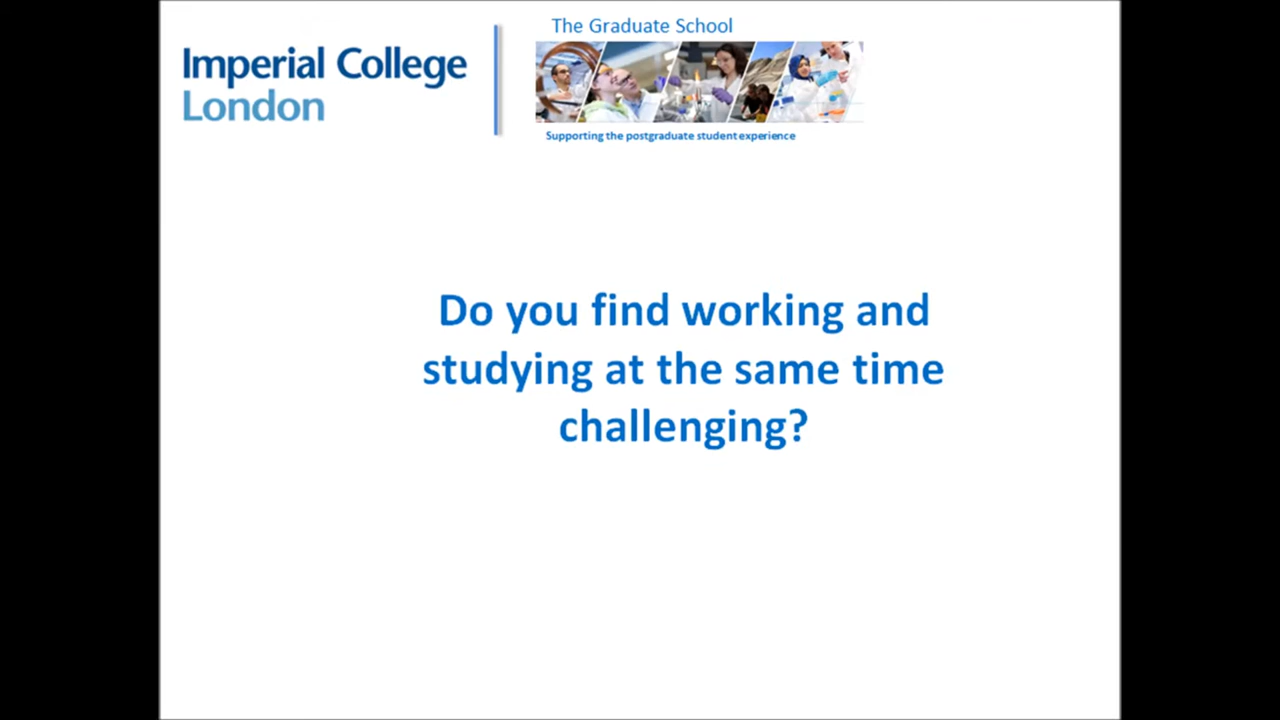 The Graduate School
Imperial College
London
Supporting the postgraduate student experience
Do you find working and
studying at the same time
challenging?